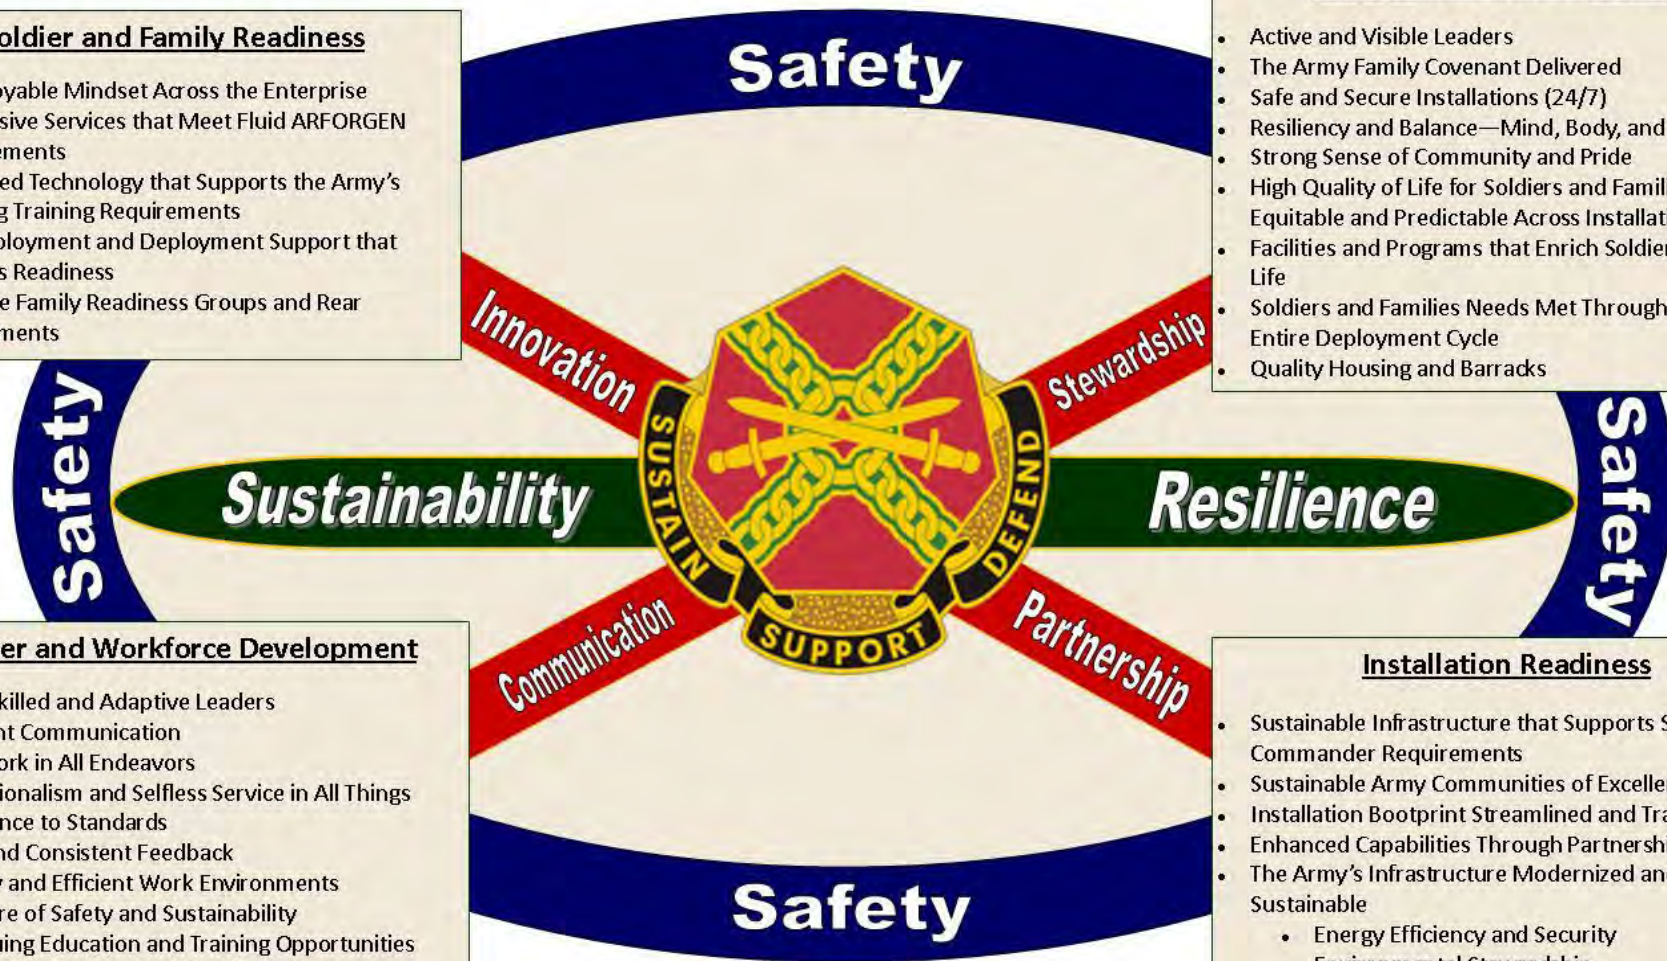 oldier and Family Readiness
oyable Mindset Across the Enterprise
sive Services that Meet Fluid ARFORGEN
ements
ed Technology that Supports the Army's
g Training Requirements
ployment and Deployment Support that
s Readiness
e Family Readiness Groups and Rear
ments
Safety
• Active and Visible Leaders
• The Army Family Covenant Delivered
• Safe and Secure Installations (24/7)
• Resiliency and Balance—Mind, Body, and
• Strong Sense of Community and Pride
• High Quality of Life for Soldiers and Famili
Equitable and Predictable Across Installat
• Facilities and Programs that Enrich Soldier
Life
• Soldiers and Families Needs Met Through
Entire Deployment Cycle
• Quality Housing and Barracks
Innovation
Stewardship
Safety
Sustainability
SUSTAIN
SUPPORT
DEFEND
Resilience
Safety
Communication
Partnership
er and Workforce Development
killed and Adaptive Leaders
nt Communication
ork in All Endeavors
ionalism and Selfless Service in All Things
nce to Standards
nd Consistent Feedback
y and Efficient Work Environments
re of Safety and Sustainability
uing Education and Training Opportunities
Safety
Installation Readiness
• Sustainable Infrastructure that Supports S
Commander Requirements
• Sustainable Army Communities of Excelle
• Installation Bootprint Streamlined and Tra
• Enhanced Capabilities Through Partnershi
• The Army's Infrastructure Modernized an
Sustainable
• Energy Efficiency and Security